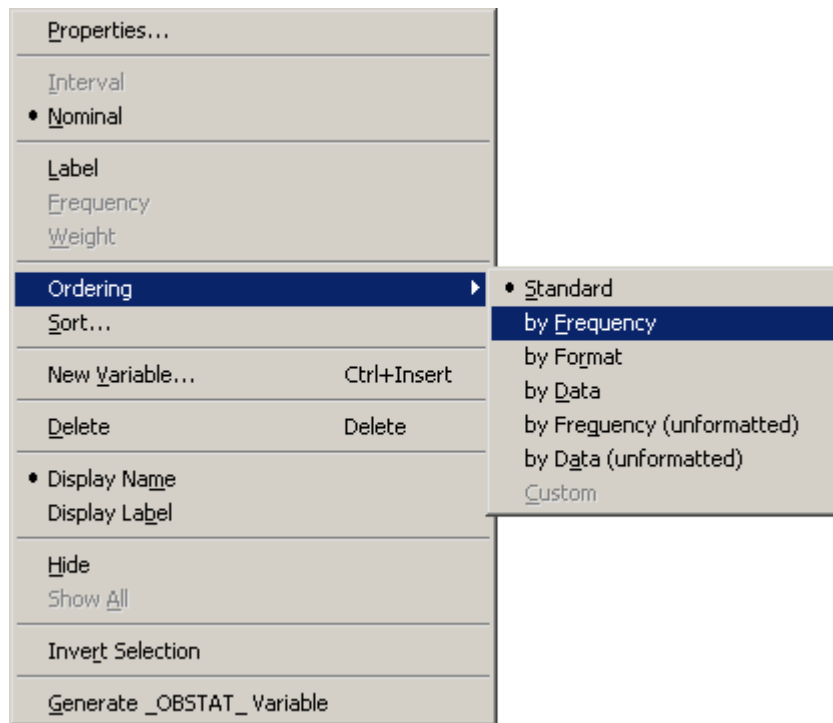 Properties...
Interval
• Nominal
Label
Frequency
Weight
Ordering
Sort...
New Variable... Ctrl+Insert
Delete Delete
• Display Name
Display Label
Hide
Show All
Invert Selection
Generate _OBSTAT_ Variable
• Standard
by Frequency
by Format
by Data
by Frequency (unformatted)
by Data (unformatted)
Custom